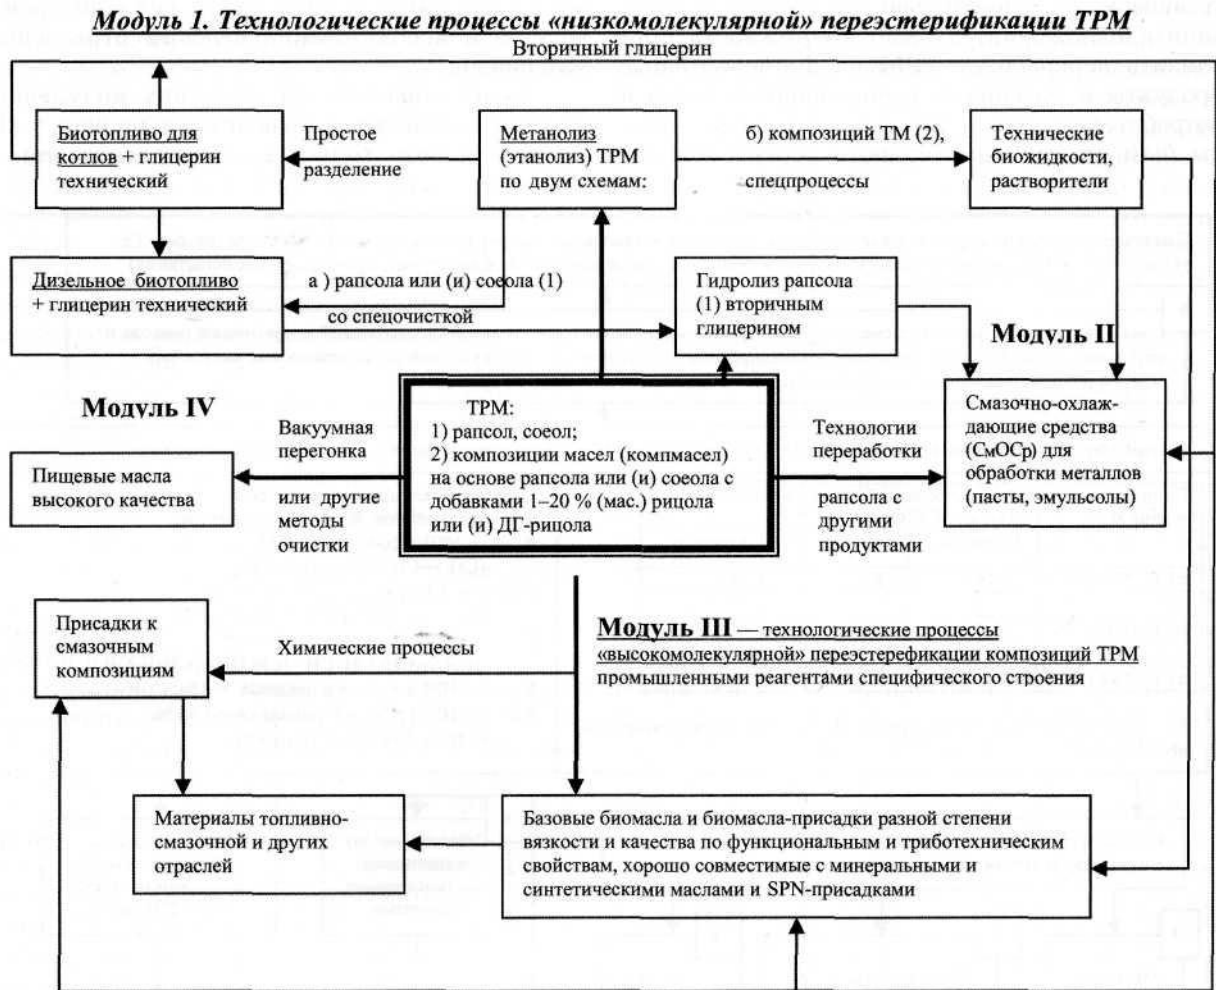 Модуль 1. Технологические процессы «низкомолекулярной» переэстерификации ТРМ
Вторичный глицерин
Биотопливо для
котлов + глицерин
технический
Простое
разделение
Метанолиз
(этанолиз) ТРМ
по двум схемам:
б) композиций ТМ (2),
спецпроцессы
Технические
биожидкости,
растворители
Дизельное биотопливо
+ глицерин технический
а ) рапсола или (и) соеола (1)
со спецочисткой
Гидролиз рапсола
(1) вторичным
глицерином
Модуль II
Модуль IV
Вакуумная
перегонка
или другие
методы
очистки
Пищевые масла
высокого качества
ТРМ:
1) рапсол, соеол;
2) композиции масел (компмасел)
на основе рапсола или (и) соеола с
добавками 1–20 % (мас.) рицола
или (и) ДГ-рицола
Технологии
переработки
рапсола с
другими
продуктами
Смазочно-охлаж-
дающие средства
(СмОСр) для
обработки металлов
(пасты, эмульсолы)
Присадки к
смазочным
композициям
Химические процессы
Модуль III — технологические процессы
«высокомолекулярной» переэстерефикации композиций ТРМ
промышленными реагентами специфического строения
Материалы топливно-
смазочной и других
отраслей
Базовые биомасла и биомасла-присадки разной степени
вязкости и качества по функциональным и триботехническим
свойствам, хорошо совместимые с минеральными и
синтетическими маслами и SPN-присадками